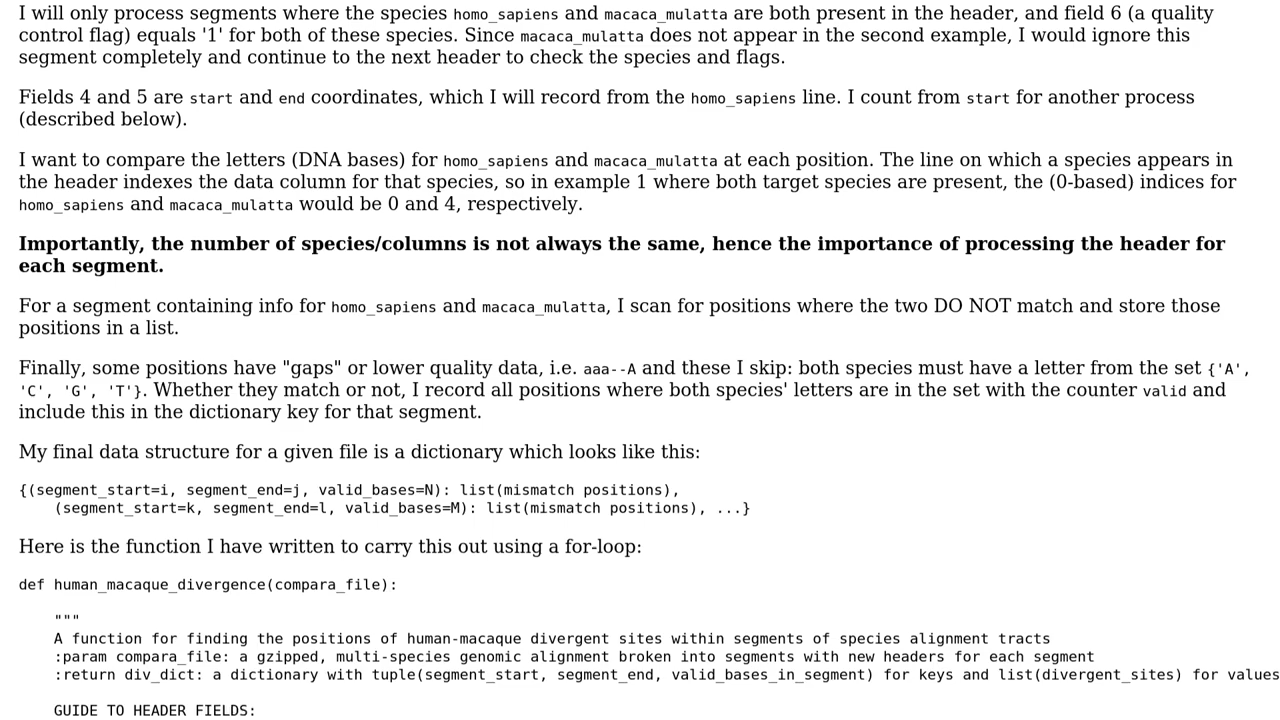 I will only process segments where the species homo_sapiens and macaca_mulatta are both present in the header, and field 6 (a quality
control flag) equals '1' for both of these species. Since macaca_mulatta does not appear in the second example, I would ignore this
segment completely and continue to the next header to check the species and flags.
Fields 4 and 5 are start and end coordinates, which I will record from the homo_sapiens line. I count from start for another process
(described below).
I want to compare the letters (DNA bases) for homo_sapiens and macaca_mulatta at each position. The line on which a species appears in
the header indexes the data column for that species, so in example 1 where both target species are present, the (0-based) indices for
homo_sapiens and macaca_mulatta would be 0 and 4, respectively.
Importantly, the number of species/columns is not always the same, hence the importance of processing the header for
each segment.
For a segment containing info for homo_sapiens and macaca_mulatta, I scan for positions where the two DO NOT match and store those
positions in a list.
Finally, some positions have "gaps" or lower quality data, i.e. aaa--A and these I skip: both species must have a letter from the set {'A',
'C', 'G', 'T'}. Whether they match or not, I record all positions where both species' letters are in the set with the counter valid and
include this in the dictionary key for that segment.
My final data structure for a given file is a dictionary which looks like this:
{(segment_start=i, segment_end=j, valid_bases=N): list(mismatch positions),
    (segment_start=k, segment_end=l, valid_bases=M): list(mismatch positions), ...}
Here is the function I have written to carry this out using a for-loop:
def human_macaque_divergence(compara_file):
    """
    A function for finding the positions of human-macaque divergent sites within segments of species alignment tracts
    :param compara_file: a gzipped, multi-species genomic alignment broken into segments with new headers for each segment
    :return div_dict: a dictionary with tuple(segment_start, segment_end, valid_bases_in_segment) for keys and list(divergent_sites) for values
    GUIDE TO HEADER FIELDS: